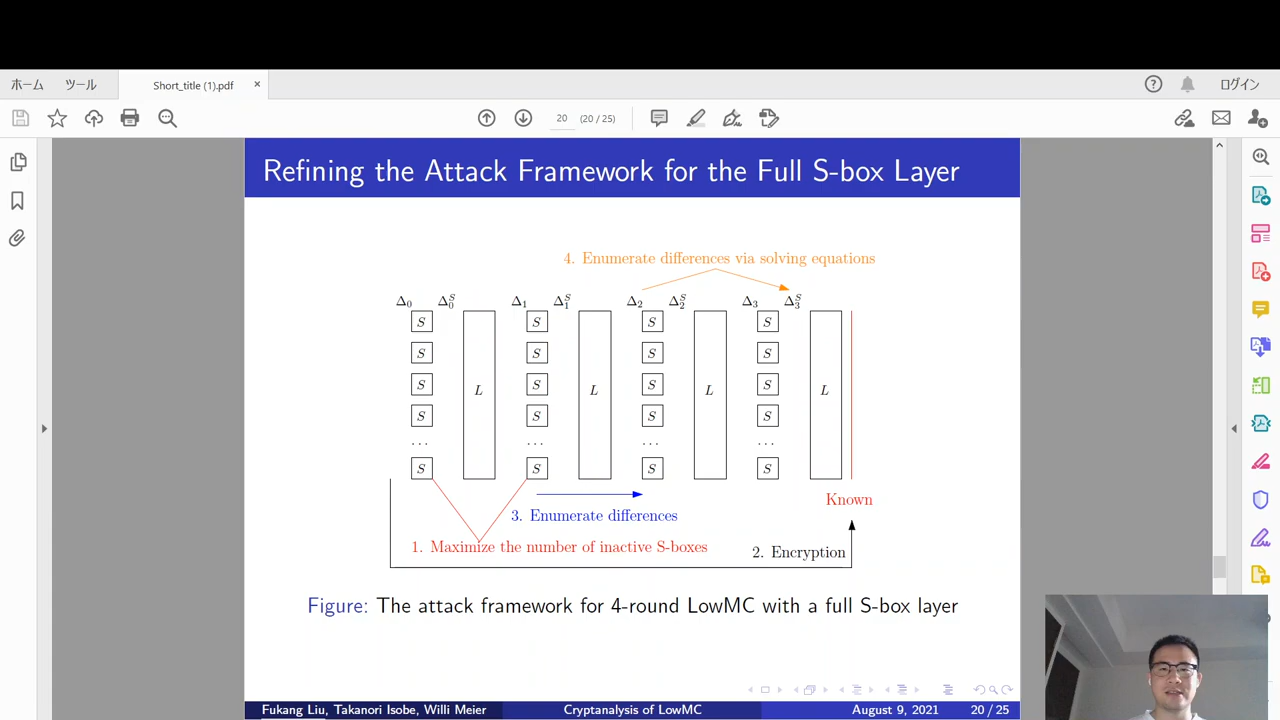 ホーム ツール Short_title (1).pdf × ? ログイン
20 (20 / 25)
Refining the Attack Framework for the Full S-box Layer
4. Enumerate differences via solving equations
Δ₀ Δ₀ˢ Δ₁ Δ₁ˢ Δ₂ Δ₂ˢ Δ₃ Δ₃ˢ
S S S S
S S S S
S S S S
L L L L
S S S S
... ... ... ...
S S S S
Known
3. Enumerate differences
1. Maximize the number of inactive S-boxes
2. Encryption
Figure: The attack framework for 4-round LowMC with a full S-box layer
Fukang Liu, Takanori Isobe, Willi Meier Cryptanalysis of LowMC August 9, 2021 20 / 25